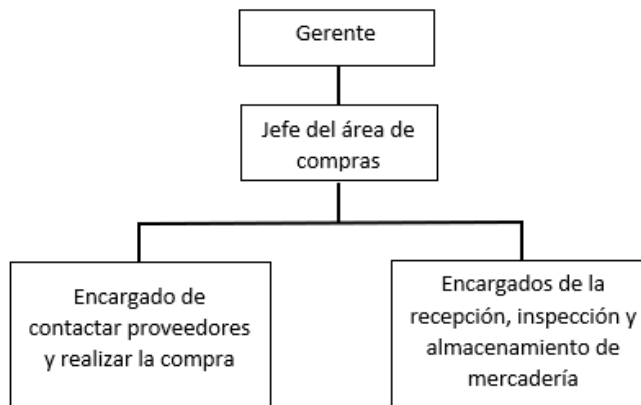 Gerente
Jefe del área de
compras
Encargado de
contactar proveedores
y realizar la compra
Encargados de la
recepción, inspección y
almacenamiento de
mercadería